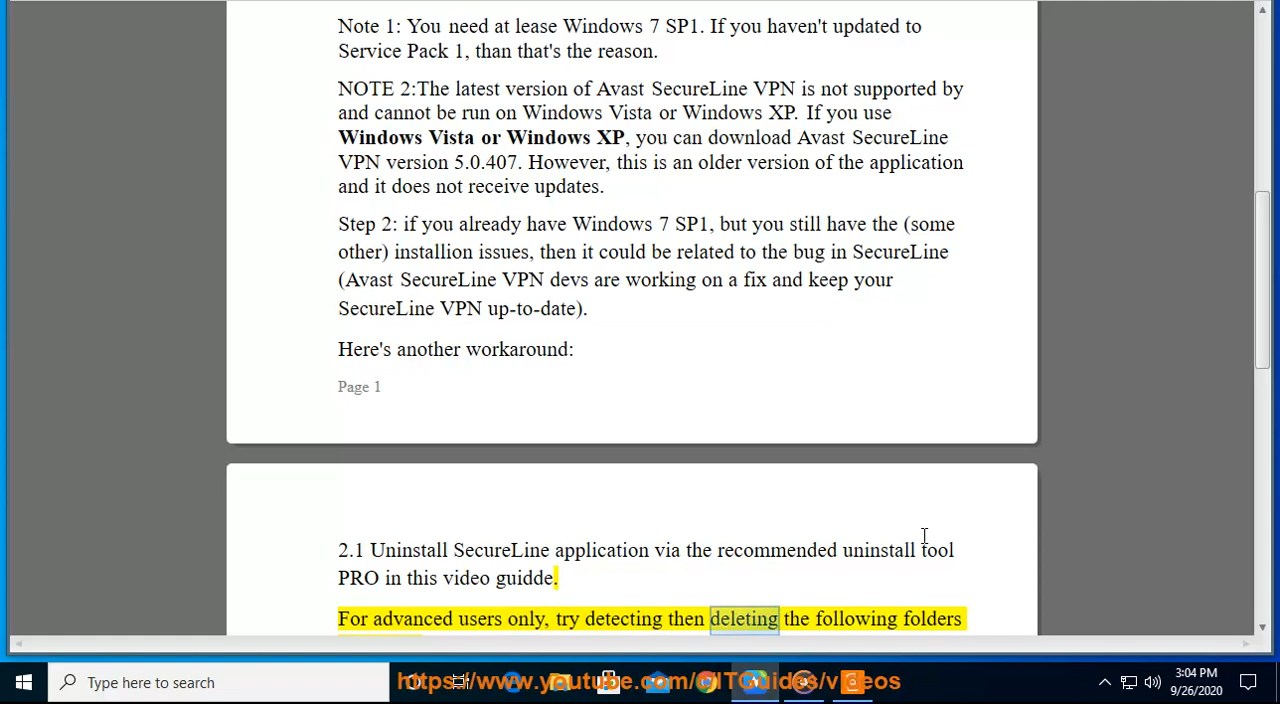 Note 1: You need at lease Windows 7 SP1. If you haven't updated to
Service Pack 1, than that's the reason.
NOTE 2:The latest version of Avast SecureLine VPN is not supported by
and cannot be run on Windows Vista or Windows XP. If you use
Windows Vista or Windows XP, you can download Avast SecureLine
VPN version 5.0.407. However, this is an older version of the application
and it does not receive updates.
Step 2: if you already have Windows 7 SP1, but you still have the (some
other) installion issues, then it could be related to the bug in SecureLine
(Avast SecureLine VPN devs are working on a fix and keep your
SecureLine VPN up-to-date).
Here's another workaround:
Page 1
2.1 Uninstall SecureLine application via the recommended uninstall tool
PRO in this video guidde.
For advanced users only, try detecting then deleting the following folders
Type here to search
3:04 PM
9/26/2020